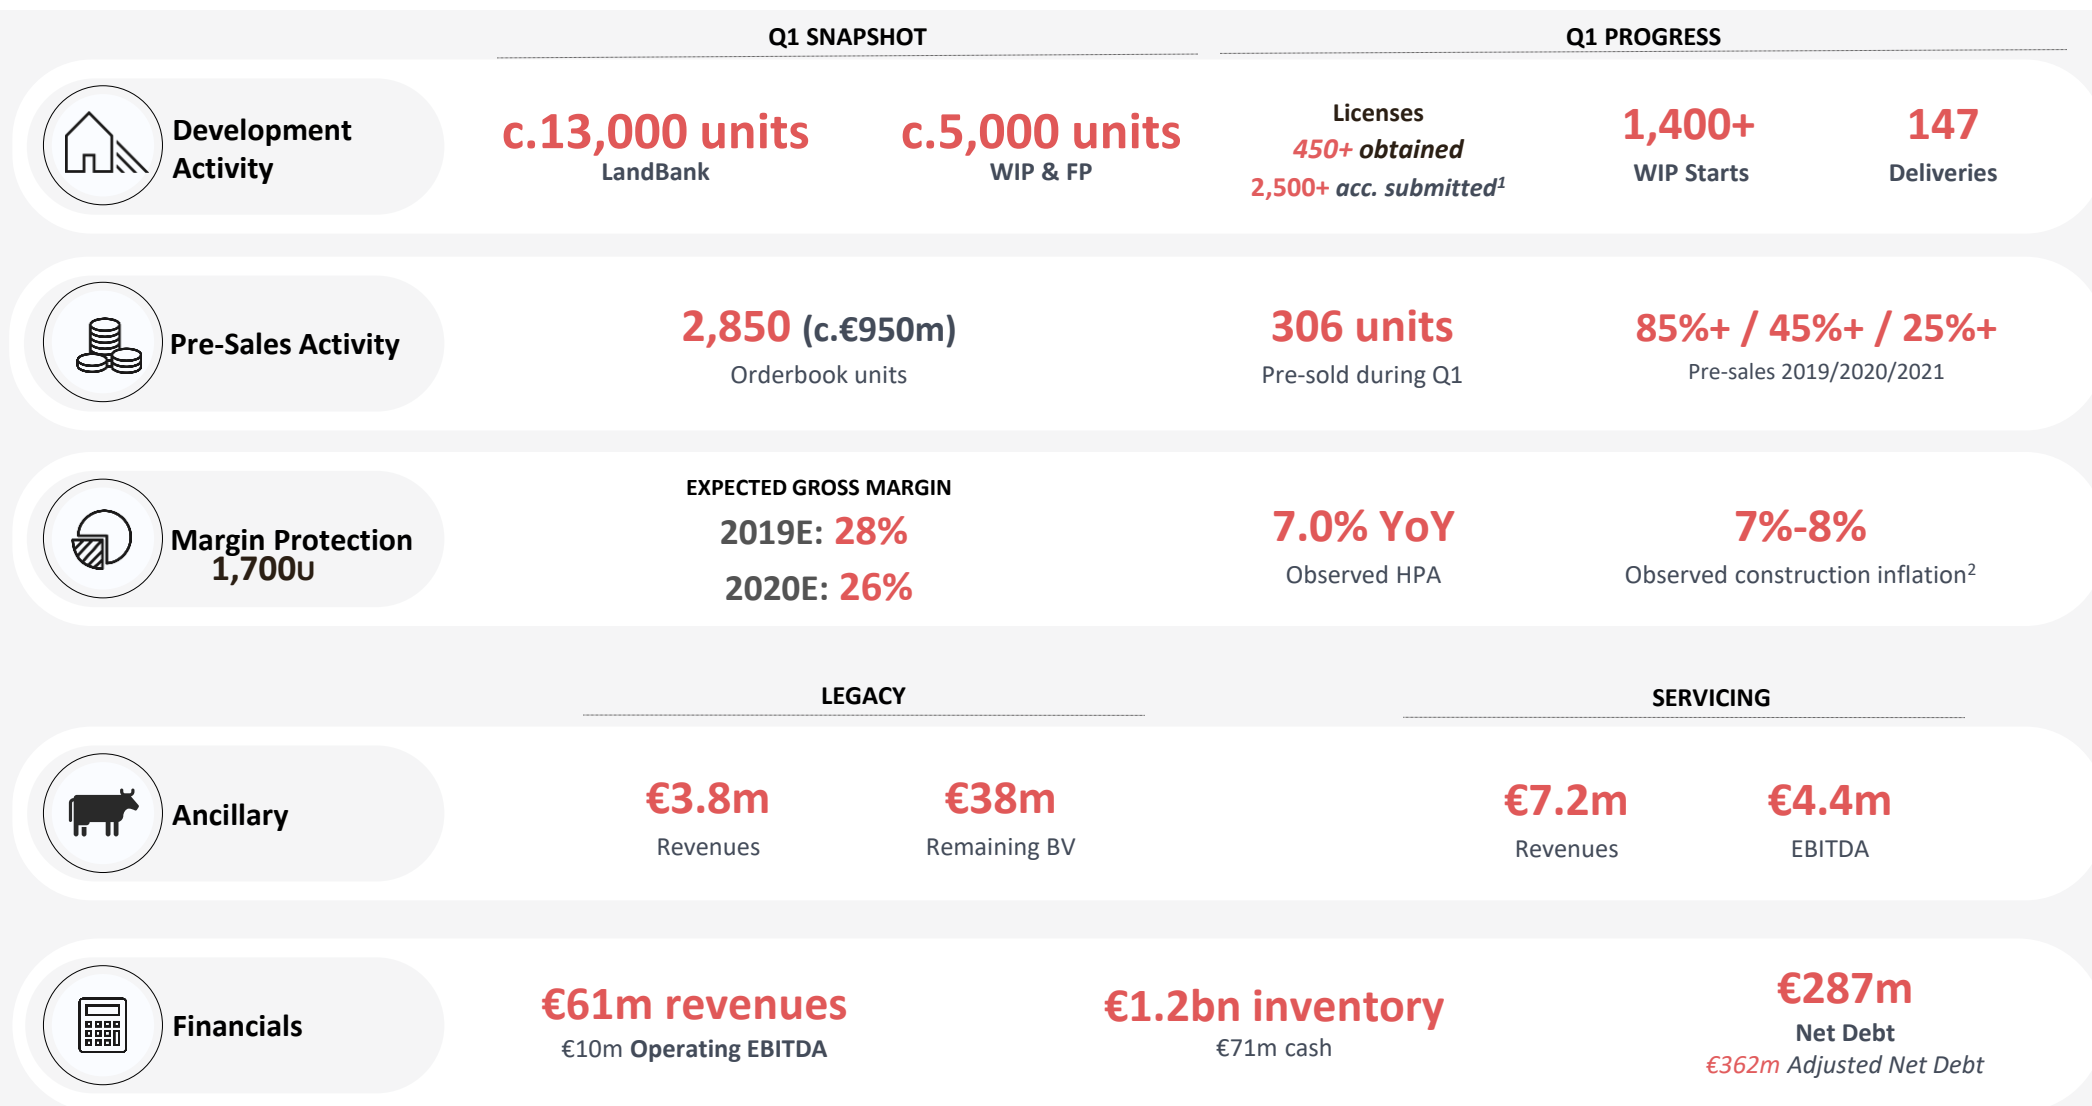 Q1 SNAPSHOT
Q1 PROGRESS
Development
Activity
c.13,000 units
LandBank
c.5,000 units
WIP & FP
Licenses
450+ obtained
2,500+ acc. submitted1
1,400+
WIP Starts
147
Deliveries
Pre-Sales Activity
2,850 (c.€950m)
Orderbook units
306 units
Pre-sold during Q1
85%+ / 45%+ / 25%+
Pre-sales 2019/2020/2021
Margin Protection
1,700U
EXPECTED GROSS MARGIN
2019E: 28%
2020E: 26%
7.0% YoY
Observed HPA
7%-8%
Observed construction inflation2
LEGACY
SERVICING
Ancillary
€3.8m
Revenues
€38m
Remaining BV
€7.2m
Revenues
€4.4m
EBITDA
Financials
€61m revenues
€10m Operating EBITDA
€1.2bn inventory
€71m cash
€287m
Net Debt
€362m Adjusted Net Debt